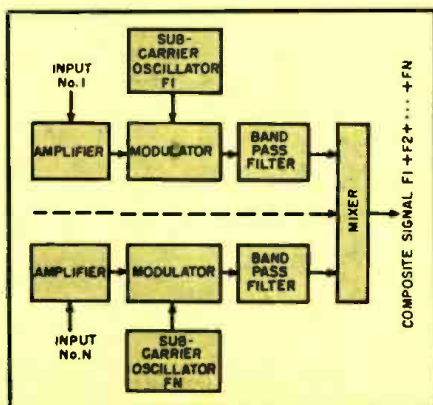 SUB-
CARRIER
OSCILLATOR
F1
INPUT
No.1
AMPLIFIER
MODULATOR
BAND
PASS
FILTER
MIXER
COMPOSITE SIGNAL F1 +F2+ ··· +FN
AMPLIFIER
MODULATOR
BAND
PASS
FILTER
INPUT
No.N
SUB-
CARRIER
OSCILLATOR
FN